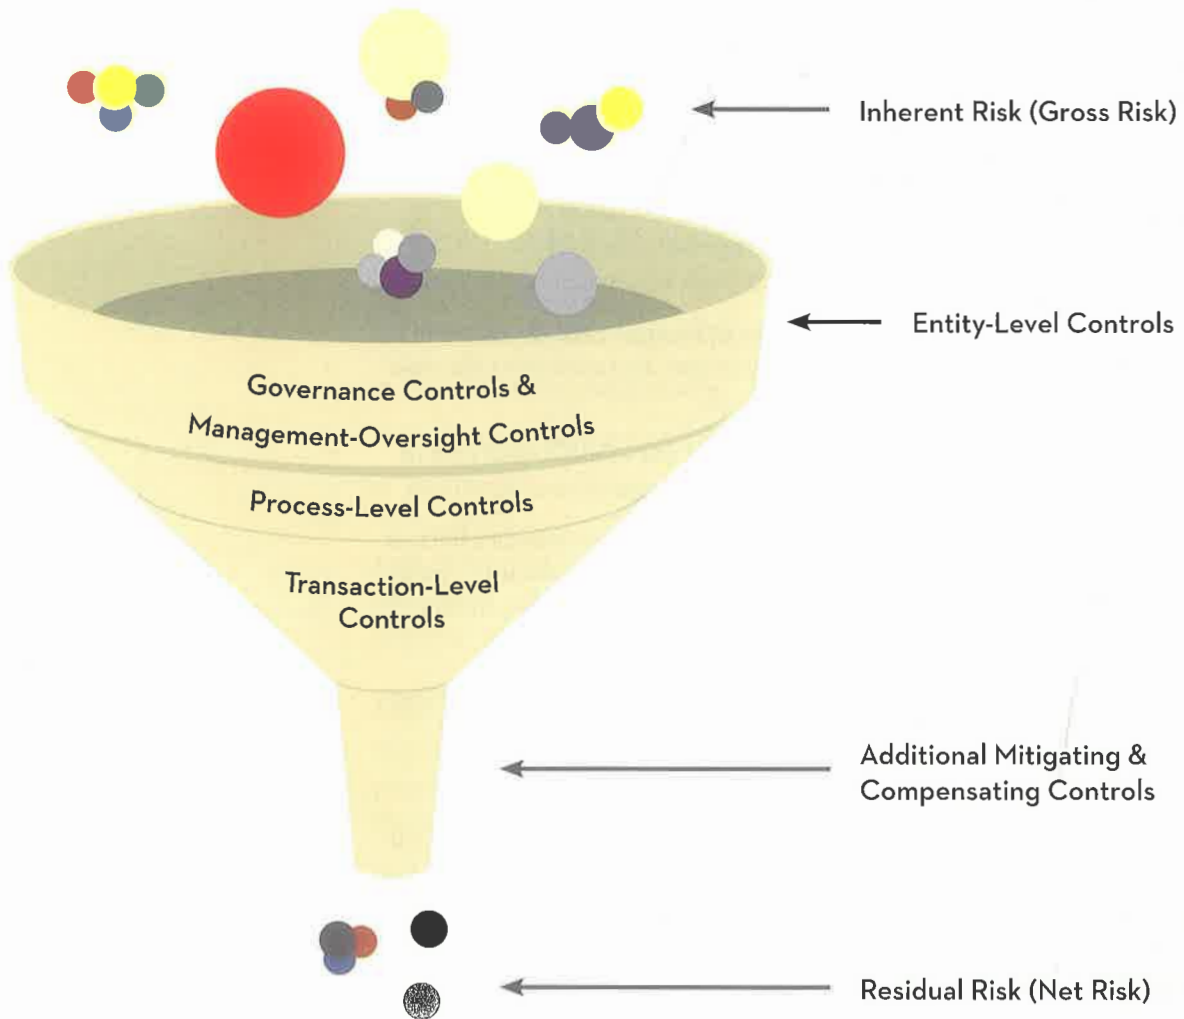 Inherent Risk (Gross Risk)
Entity-Level Controls
Governance Controls &
Management-Oversight Controls
Process-Level Controls
Transaction-Level
Controls
Additional Mitigating &
Compensating Controls
Residual Risk (Net Risk)